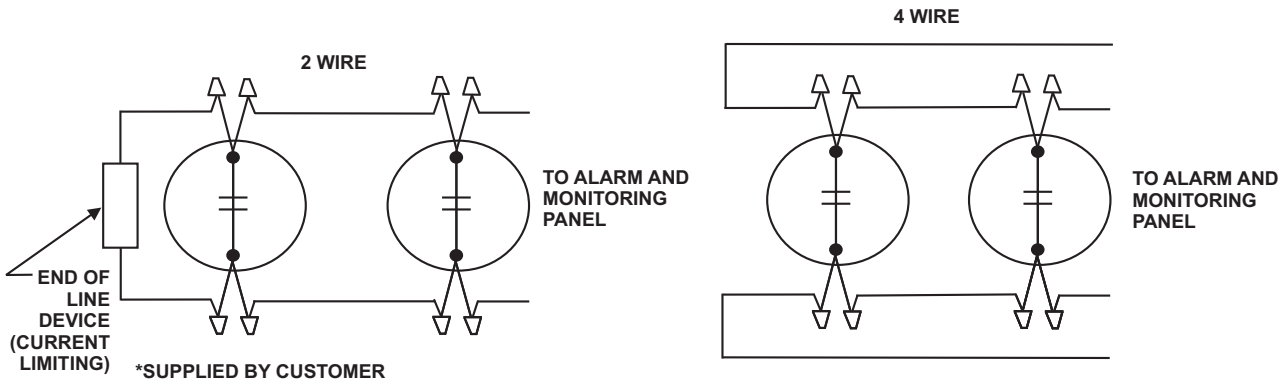 4 WIRE
2 WIRE
TO ALARM AND
MONITORING
PANEL
TO ALARM AND
MONITORING
PANEL
END OF
LINE
DEVICE
(CURRENT
LIMITING)
*SUPPLIED BY CUSTOMER